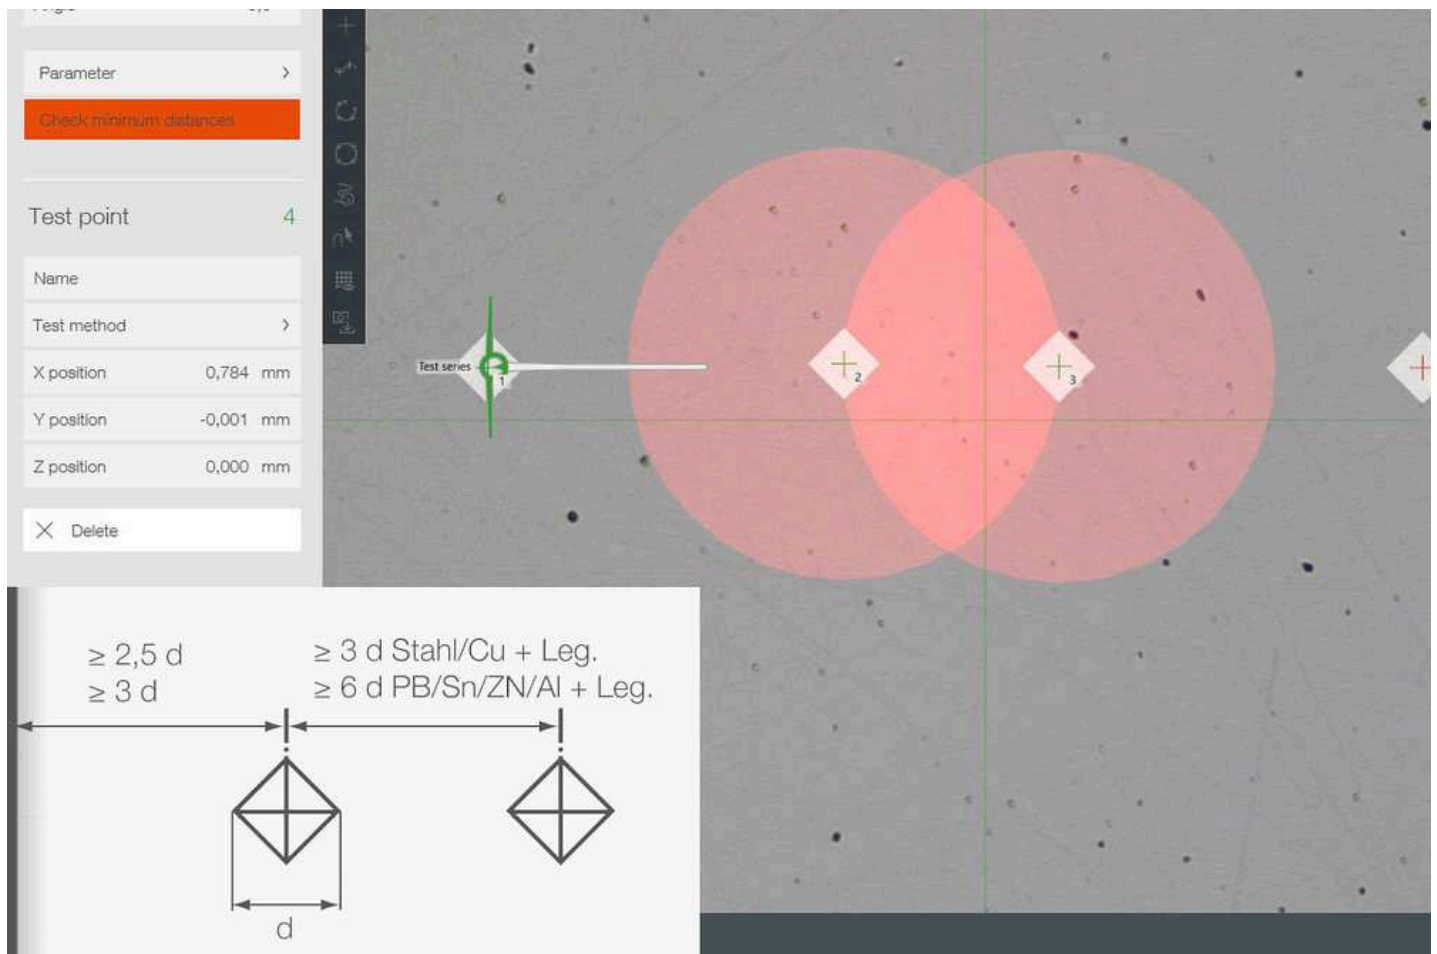 Parameter
Check minimum distances
Test point 4
Name
Test method
X position 0,784 mm
Y position -0,001 mm
Z position 0,000 mm
Delete
Test series
1
2
3
≥ 2,5 d
≥ 3 d
≥ 3 d Stahl/Cu + Leg.
≥ 6 d PB/Sn/ZN/Al + Leg.
d